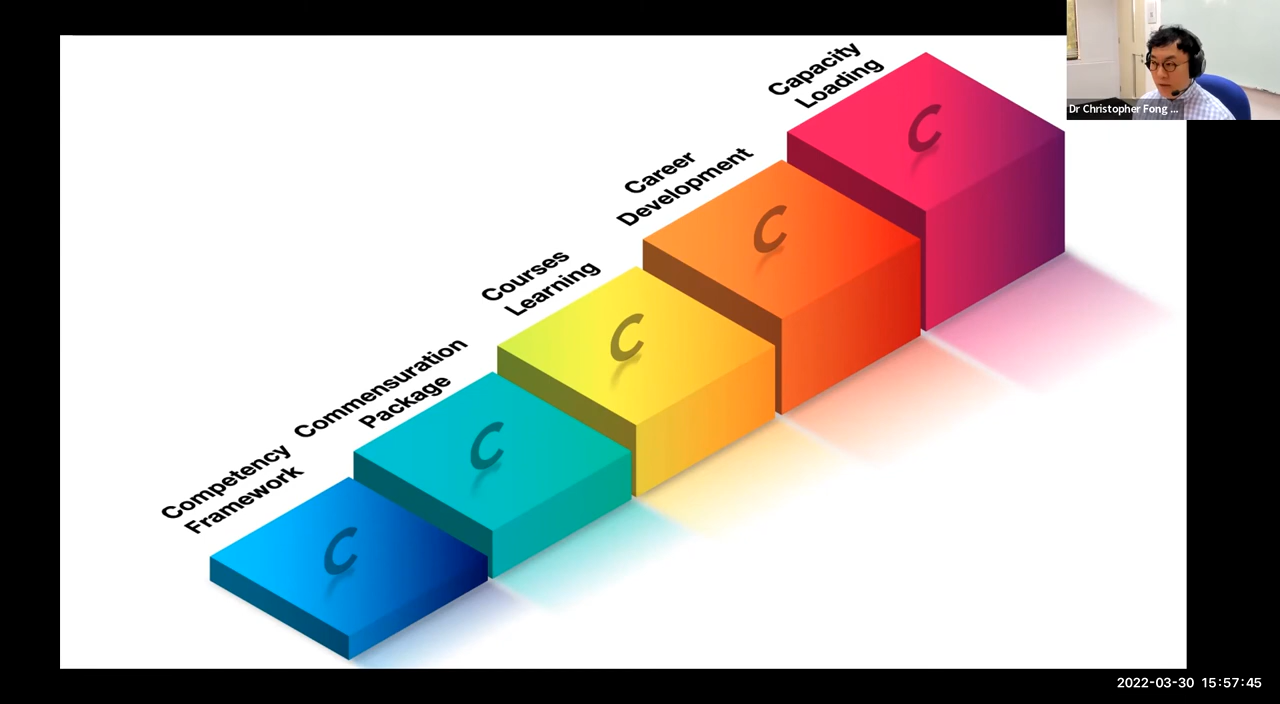 Capacity
Loading
C
Career
Development
C
Courses
Learning
C
Commensuration
Package
C
Competency
Framework
C
Dr Christopher Fong ...
2022-03-30 15:57:45